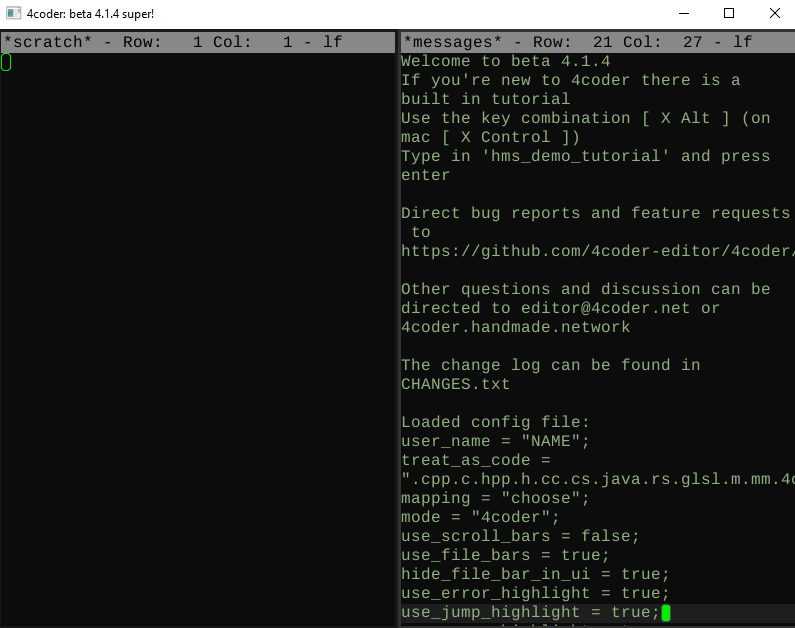 4coder: beta 4.1.4 super!
*scratch* - Row:   1 Col:   1 - lf
*messages* - Row:  21 Col:  27 - lf
Welcome to beta 4.1.4
If you're new to 4coder there is a
built in tutorial
Use the key combination [ X Alt ] (on
mac [ X Control ])
Type in 'hms_demo_tutorial' and press
enter
Direct bug reports and feature requests
 to
https://github.com/4coder-editor/4coder/
Other questions and discussion can be
directed to editor@4coder.net or
4coder.handmade.network
The change log can be found in
CHANGES.txt
Loaded config file:
user_name = "NAME";
treat_as_code =
".cpp.c.hpp.h.cc.cs.java.rs.glsl.m.mm.4c
mapping = "choose";
mode = "4coder";
use_scroll_bars = false;
use_file_bars = true;
hide_file_bar_in_ui = true;
use_error_highlight = true;
use_jump_highlight = true;